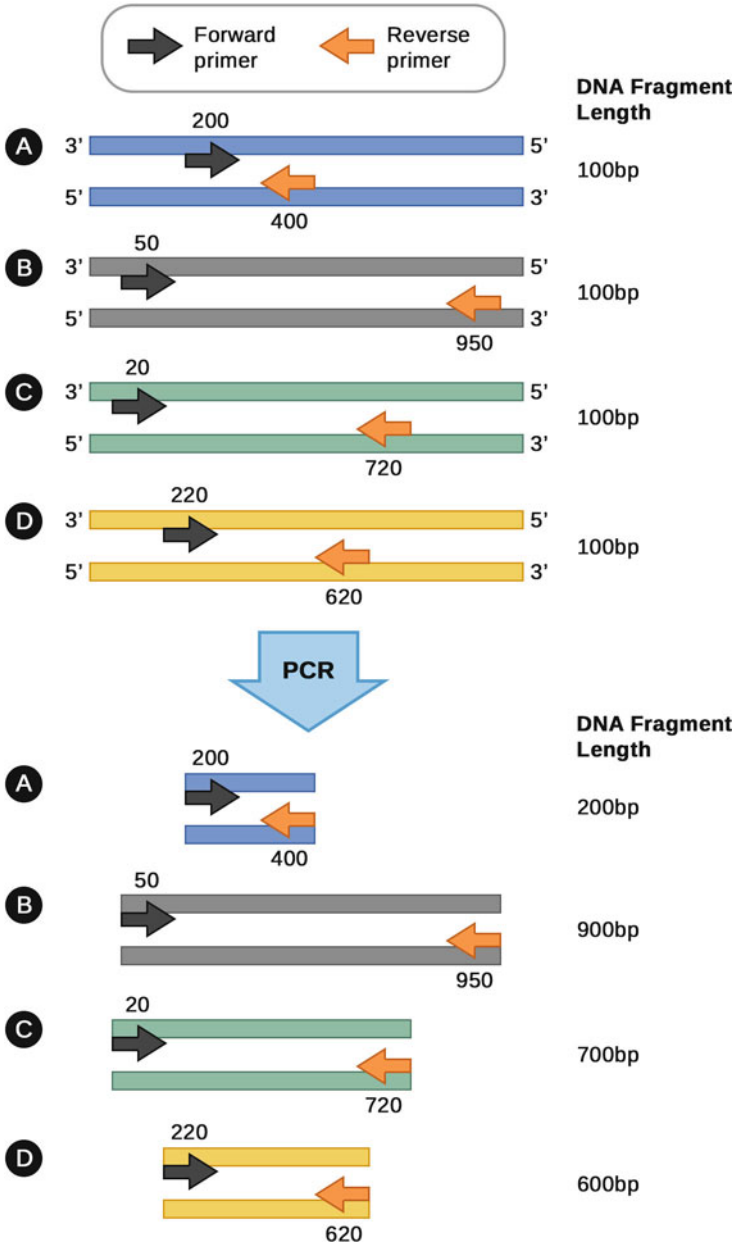 Forward primer
Reverse primer
DNA Fragment
Length
200
A 3’ 5’ 100bp
5’ 3’
400
50
B 3’ 5’ 100bp
5’ 3’
950
20
C 3’ 5’ 100bp
5’ 3’
720
220
D 3’ 5’ 100bp
5’ 3’
620
PCR
DNA Fragment
Length
200
A 200bp
400
50
B 900bp
950
20
C 700bp
720
220
D 600bp
620